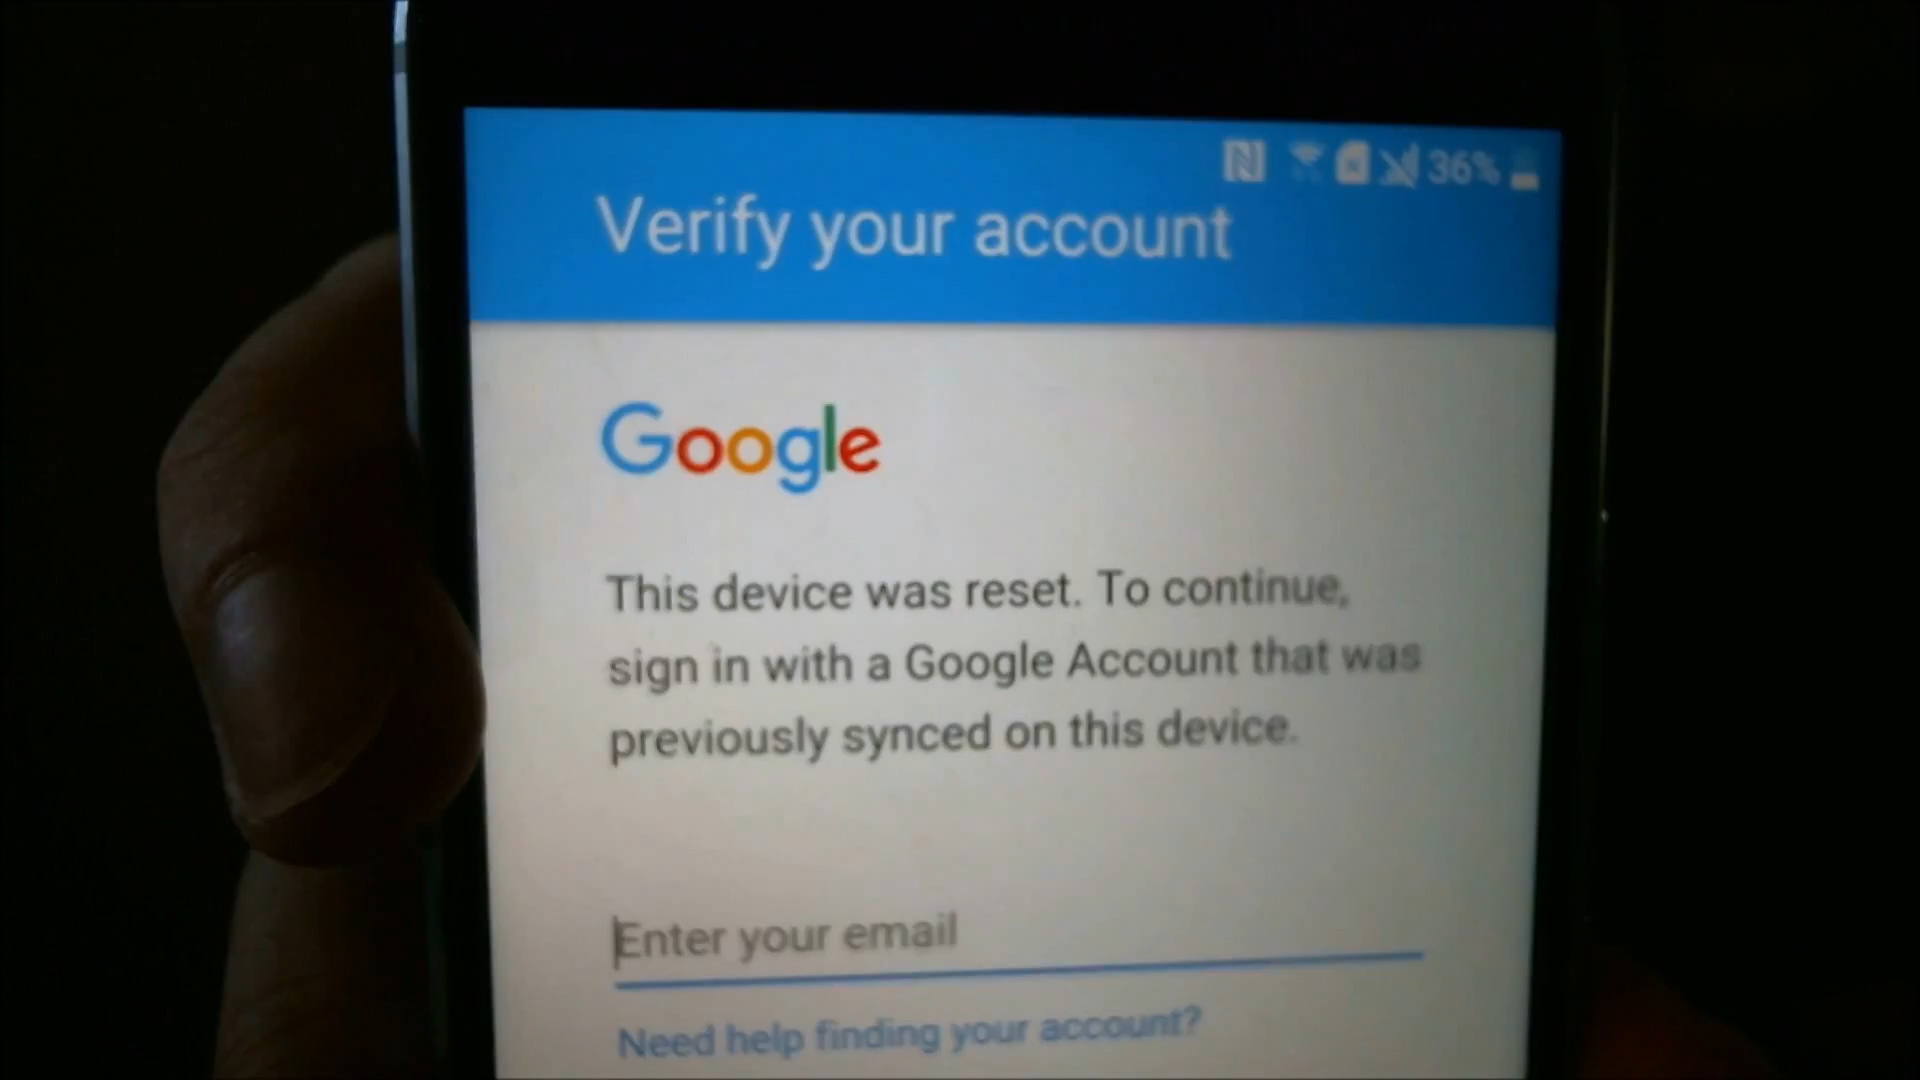 36%
Verify your account
Google
This device was reset. To continue,
sign in with a Google Account that was
previously synced on this device.
Enter your email
Need help finding your account?